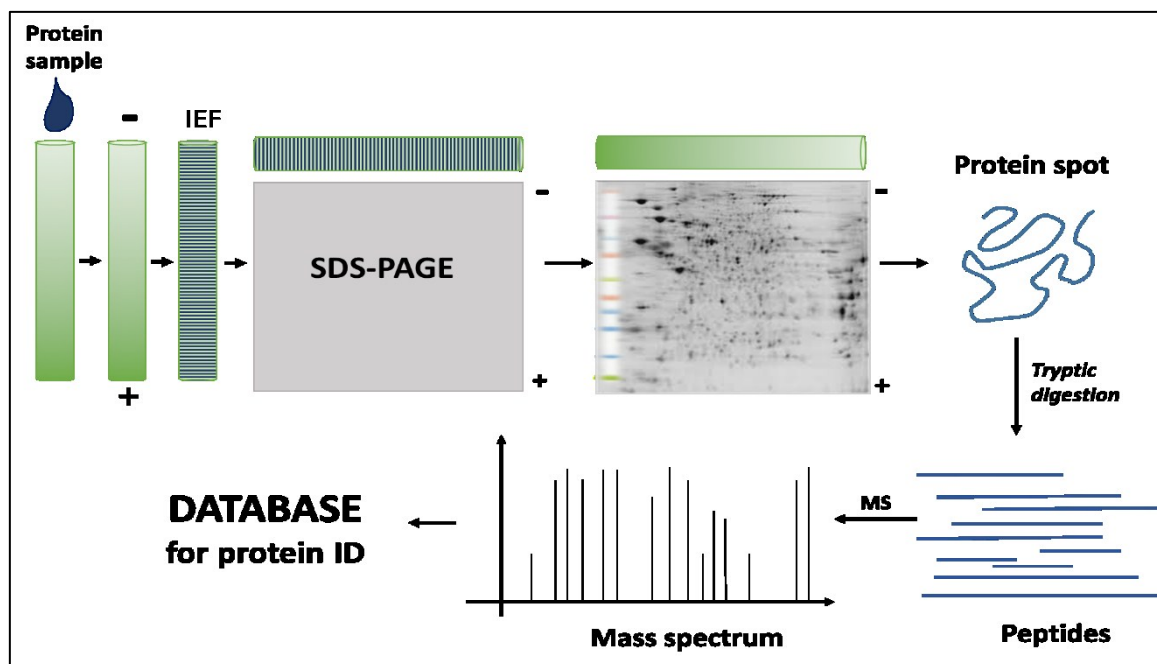 Protein
sample
-
+
IEF
SDS-PAGE
-
+
-
+
Protein spot
Tryptic
digestion
Peptides
MS
Mass spectrum
DATABASE
for protein ID